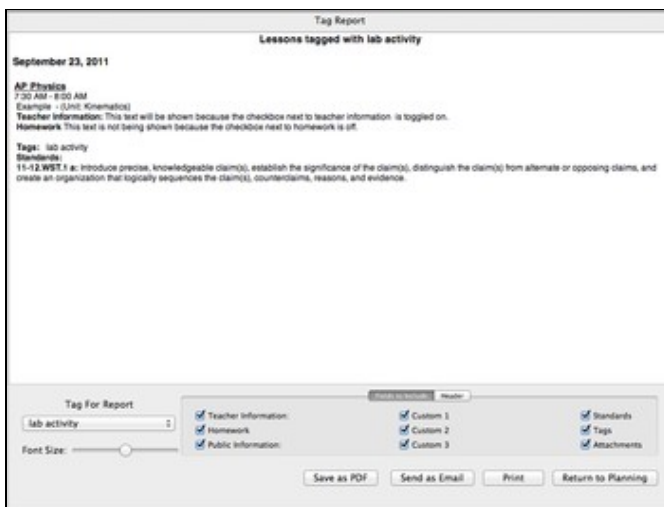 Tag Report
Lessons tagged with lab activity
September 23, 2011
AP Physics
7:30 AM - 8:00 AM
Example - (Unit: Kinematics)
Teacher Information: This text will be shown because the checkbox next to teacher information is toggled on.
Homework This text is not being shown because the checkbox next to homework is off.
Tags: lab activity
Standards:
11-12.WST.1 a: Introduce precise, knowledgeable claim(s), establish the significance of the claim(s), distinguish the claim(s) from alternate or opposing claims, and
create an organization that logically sequences the claim(s), counterclaims, reasons, and evidence.
Fields to Include Header
Tag For Report
lab activity
Font Size:
Teacher Information: Custom 1 Standards
Homework Custom 2 Tags
Public Information: Custom 3 Attachments
Save as PDF Send as Email Print Return to Planning